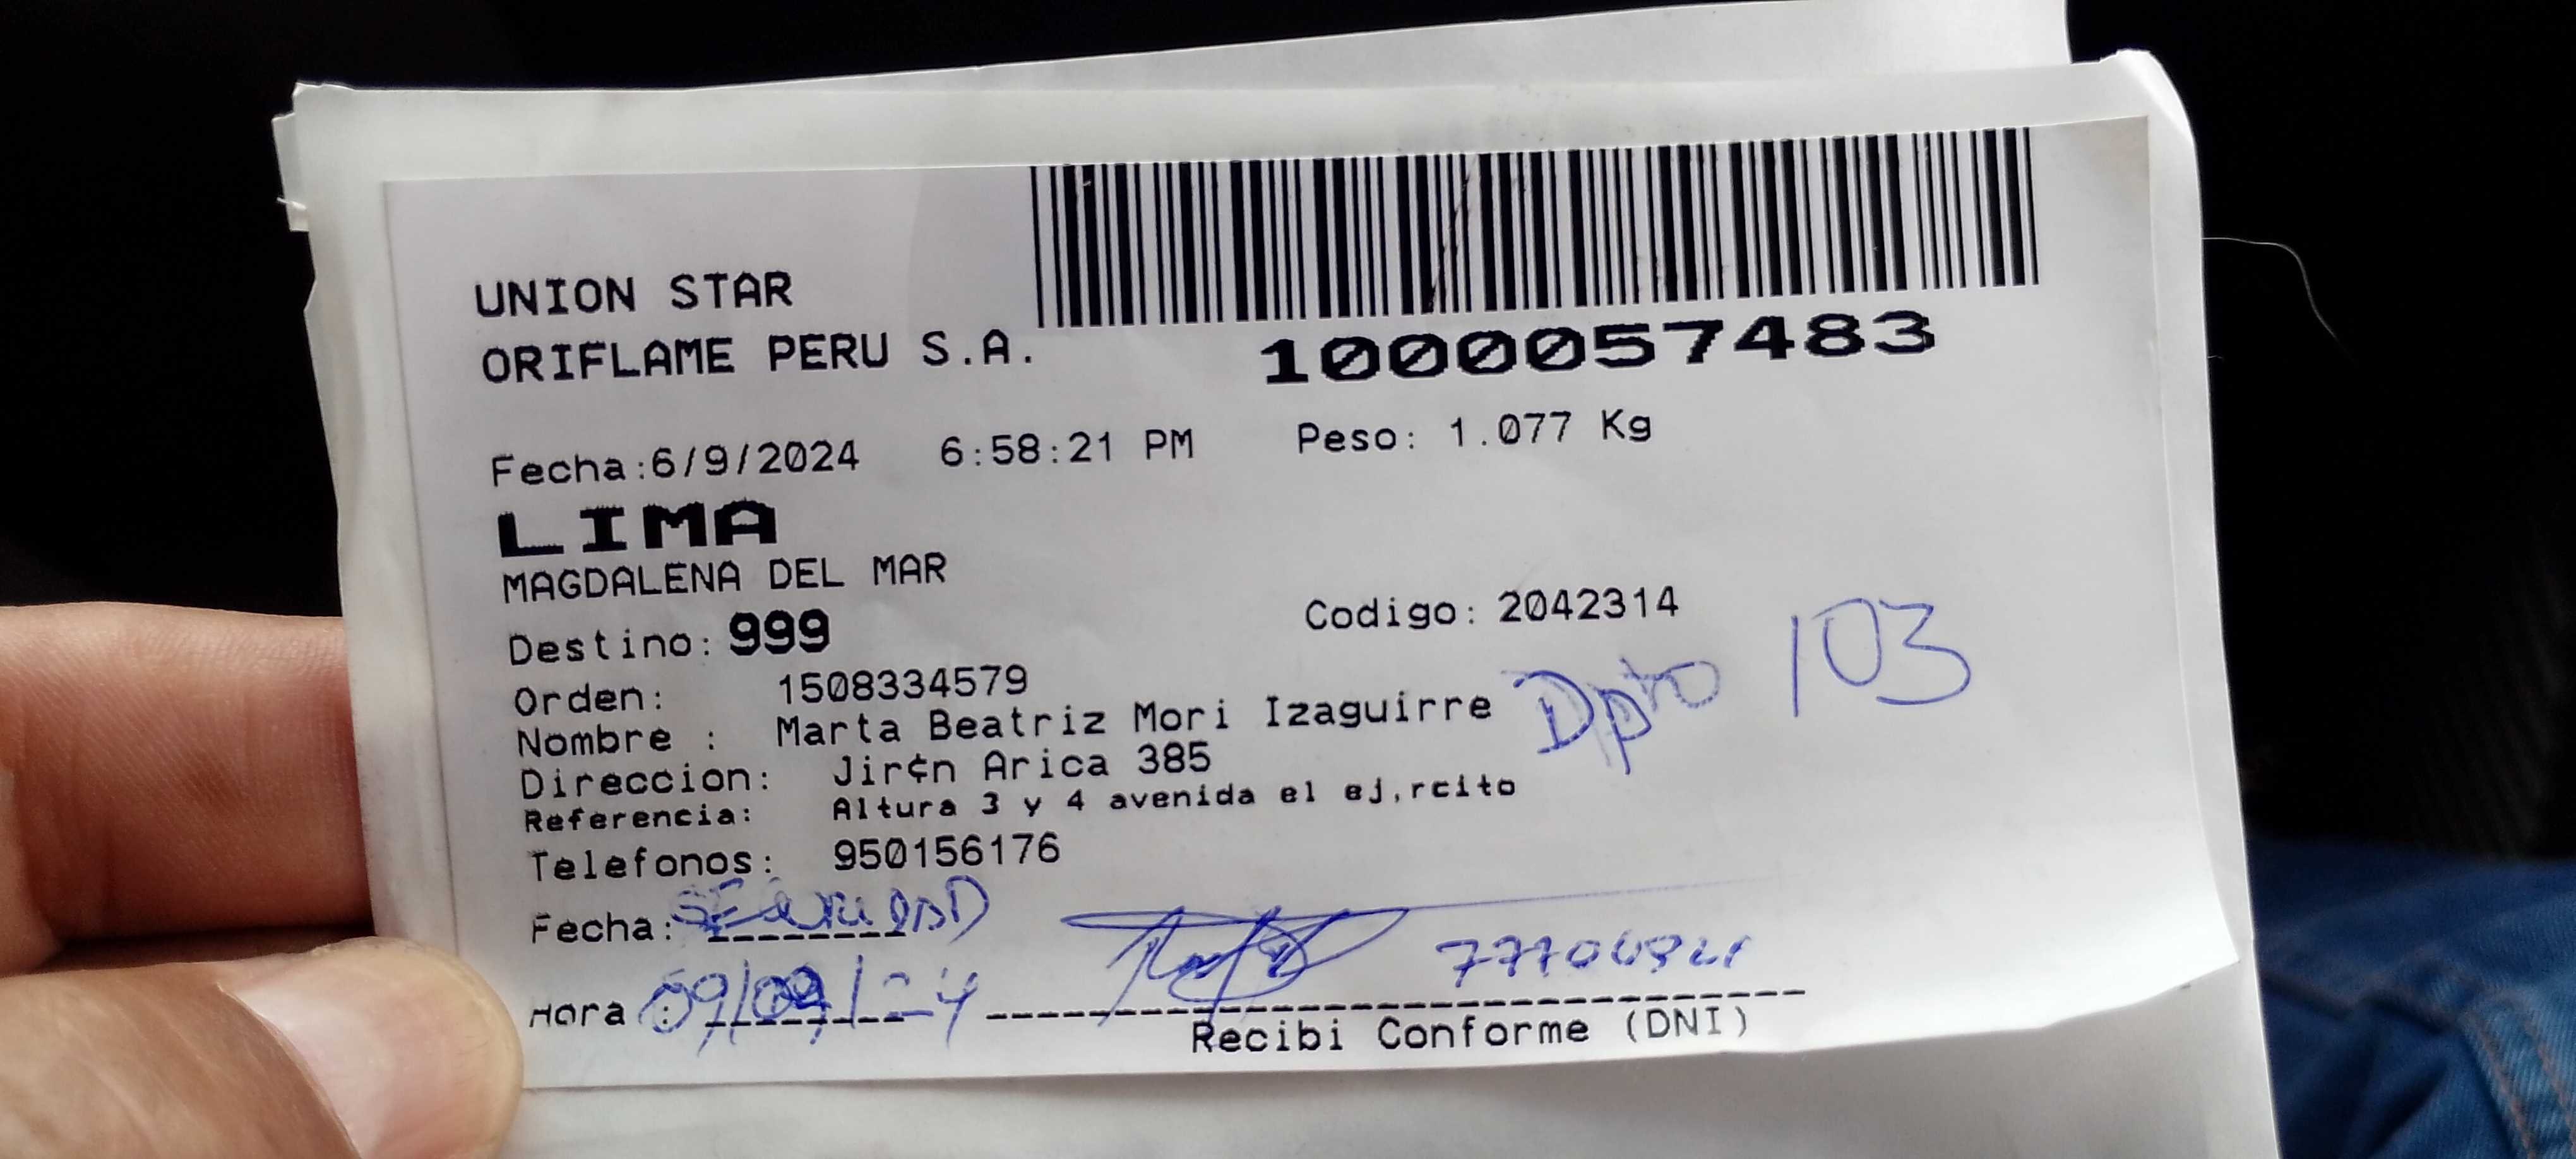 UNION STAR
ORIFLAME PERU S.A.
1000057483
Fecha:6/9/2024 6:58:21 PM Peso: 1.077 Kg
LIMA
MAGDALENA DEL MAR
Destino: 999 Codigo: 2042314
Orden: 1508334579
Nombre : Marta Beatriz Mori Izaguirre Dpto 103
Direccion: Jir¢n Arica 385
Referencia: Altura 3 y 4 avenida el ej,rcito
Telefonos: 950156176
Fecha: SEGURIDAD
Hora : 09/09/24
Recibi Conforme (DNI)